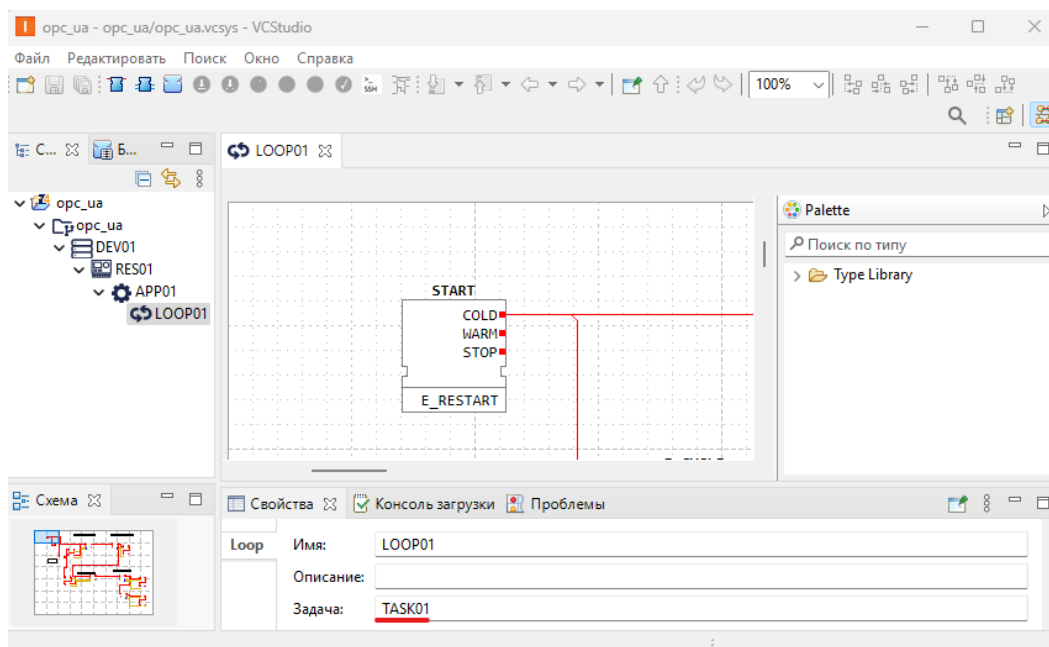 opc_ua - opc_ua/opc_ua.vcsys - VCStudio
Файл Редактировать Поиск Окно Справка
SSH 100%
С... Б... LOOP01
opc_ua
opc_ua
DEV01
RES01
APP01
LOOP01
START
COLD
WARM
STOP
E_RESTART
Palette
Поиск по типу
Type Library
Схема
Свойства Консоль загрузки Проблемы
Loop Имя: LOOP01
Описание:
Задача: TASK01